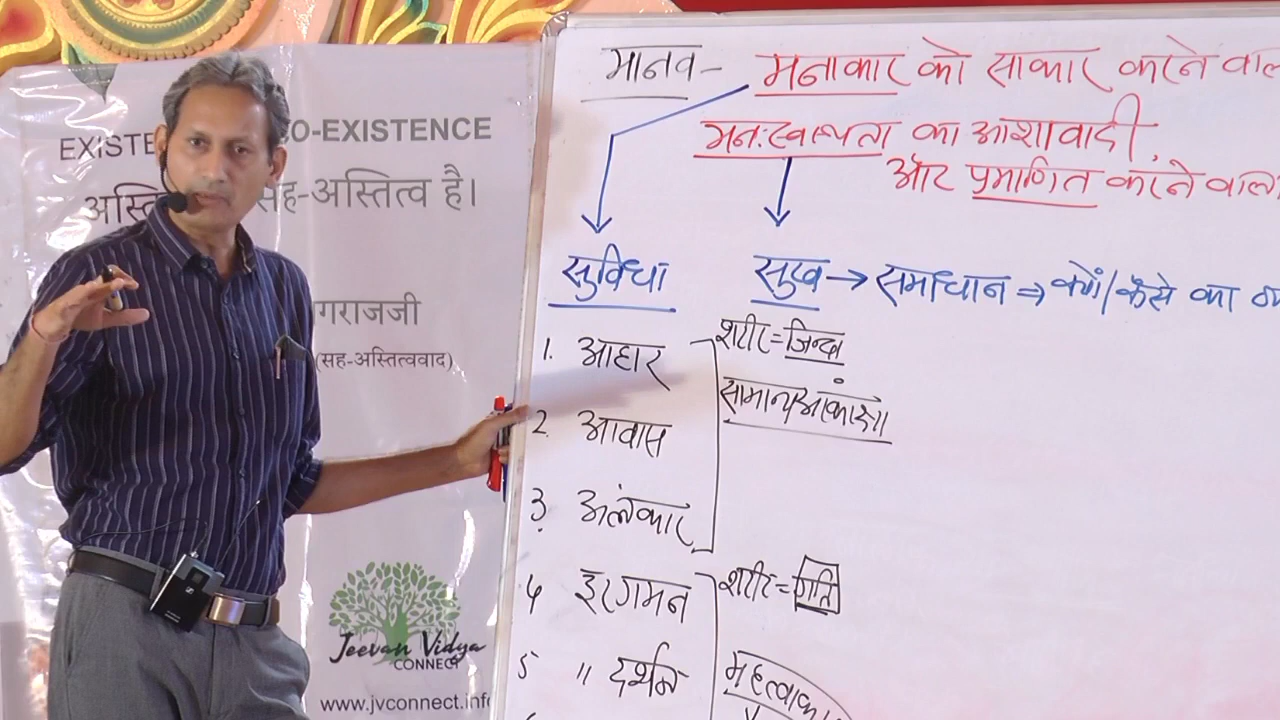 EXISTE
O-EXISTENCE
अस्ति
सह-अस्तित्व है।
गराजजी
(सह-अस्तित्ववाद)
Jeevan Vidya
CONNECT
www.jvconnect.info
मानव - मनाकार को साकार करने वाल
मनःस्वास्थता का आशावादी
और प्रमाणित करने वाल
सुविधा
सुख → समाधान ⇒ क्यों/कैसे का
1. आहार
शरीर = जिन्दा
सामान्य आकांक्षा
2. आवास
3. अलंकार
4 दूरगमन
शरीर = गति
5 " दर्शन
महत्वाका